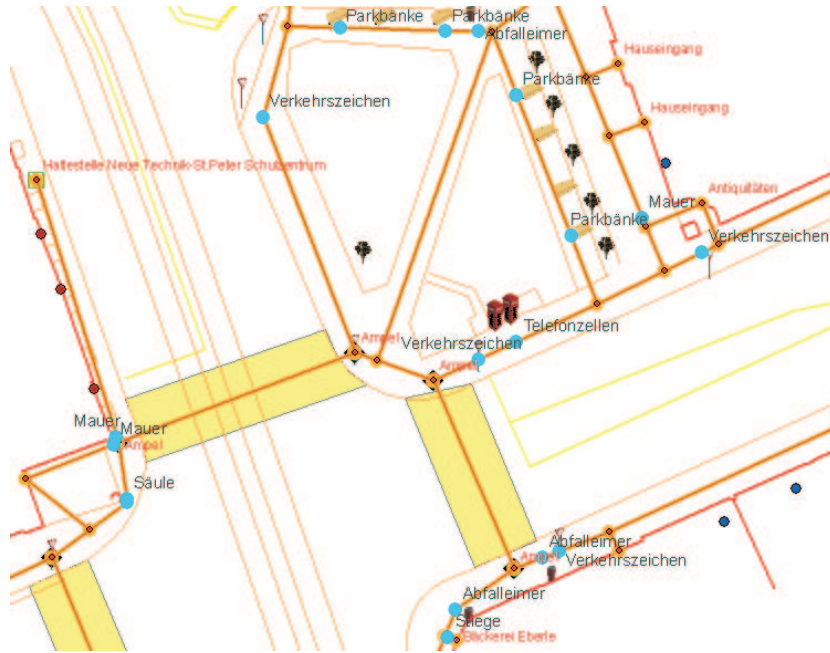 Parkbänke
Parkbänke
Abfalleimer
Hauseingang
Parkbänke
Verkehrszeichen
Hauseingang
Haltestelle Neue Technik-St.Peter Schulzentrum
Antiquitäten
Mauer
Parkbänke
Verkehrszeichen
Telefonzellen
Ampel
Verkehrszeichen
Ampel
Mauer
Mauer
Ampel
Säule
Abfalleimer
Ampel
Verkehrszeichen
Abfalleimer
Stiege
Bäckerei Eberle